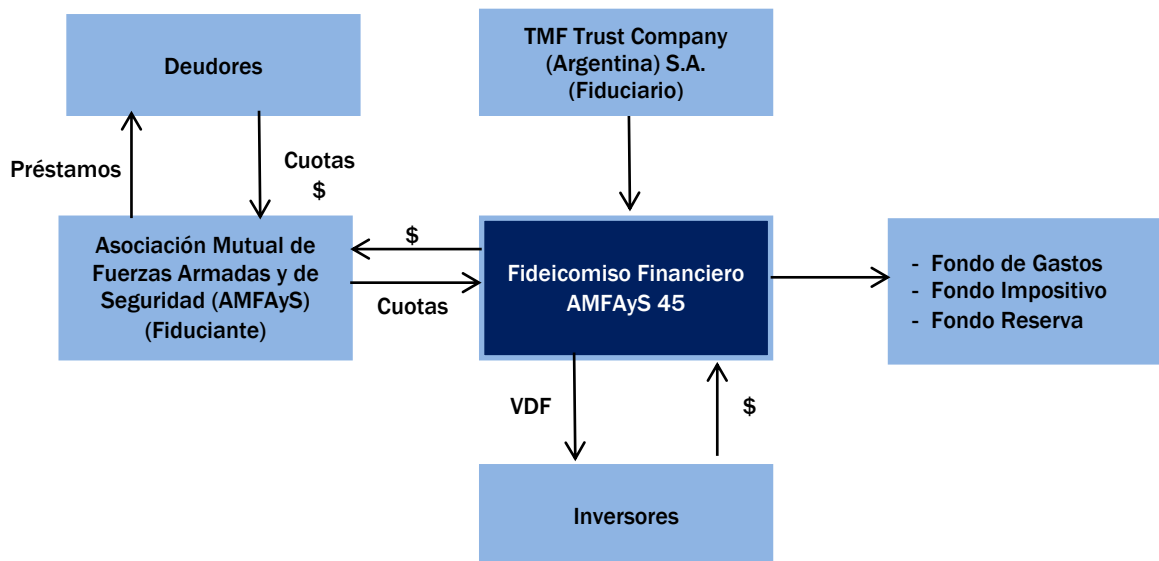 Deudores
TMF Trust Company
(Argentina) S.A.
(Fiduciario)
Préstamos
Cuotas
$
Asociación Mutual de
Fuerzas Armadas y de
Seguridad (AMFAyS)
(Fiduciante)
$
Cuotas
Fideicomiso Financiero
AMFAyS 45
- Fondo de Gastos
- Fondo Impositivo
- Fondo Reserva
VDF
$
Inversores